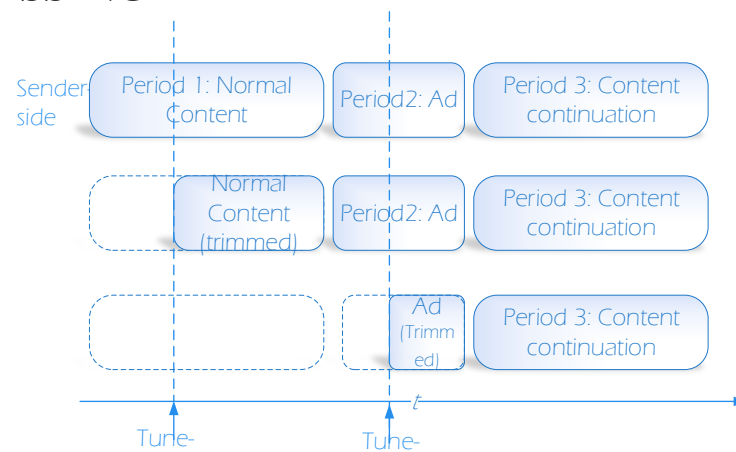 Sender-
side
Period 1: Normal
Content
Period2: Ad
Period 3: Content
continuation
Normal
Content
(trimmed)
Period2: Ad
Period 3: Content
continuation
Ad
(Trimm
ed)
Period 3: Content
continuation
t
Tune-
Tune-